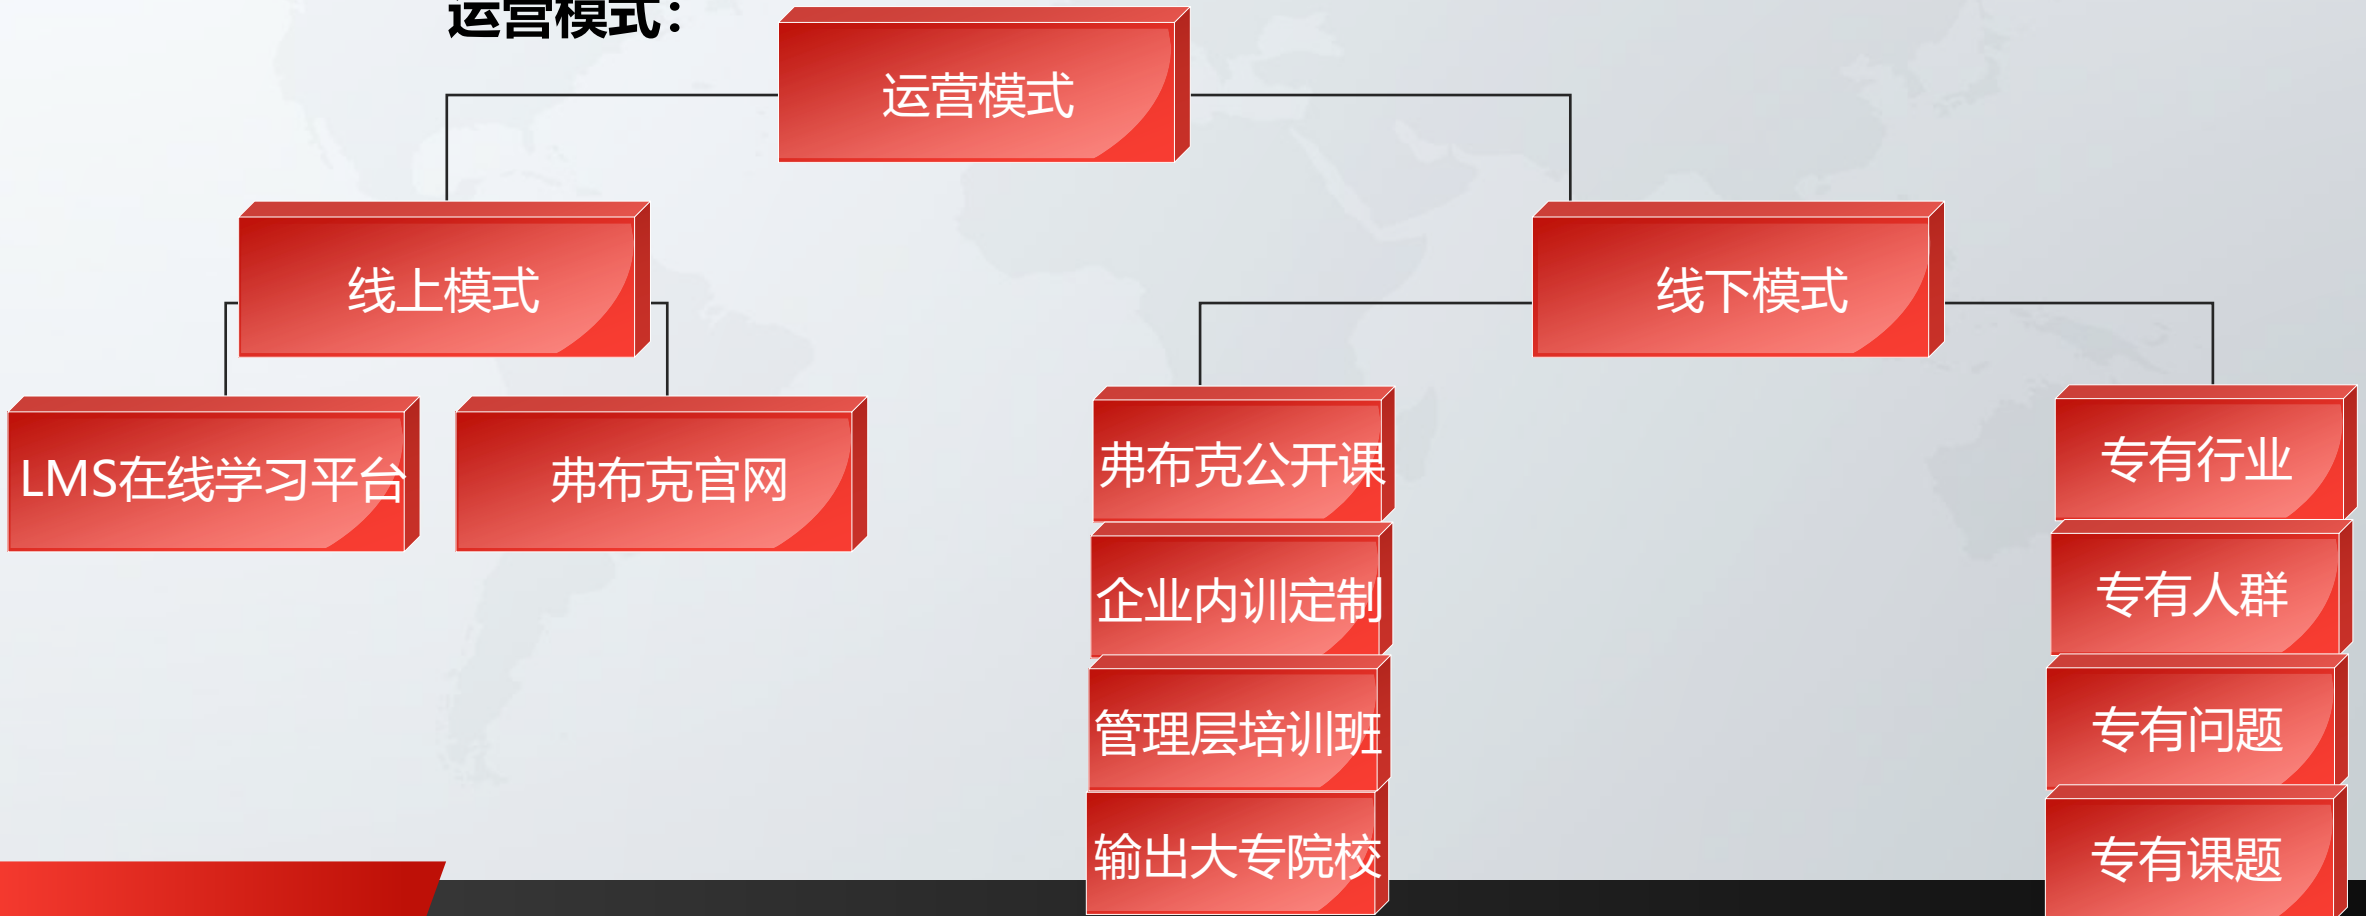 运营模式：
运营模式
线上模式
线下模式
LMS在线学习平台
弗布克官网
弗布克公开课
企业内训定制
管理层培训班
输出大专院校
专有行业
专有人群
专有问题
专有课题